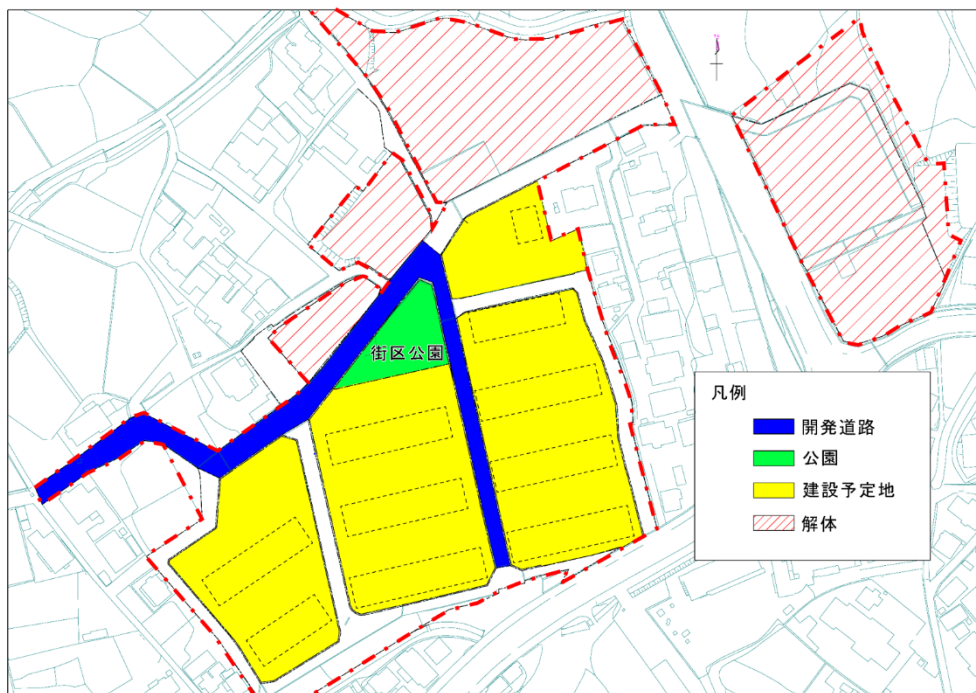 街区公園
凡例
開発道路
公園
建設予定地
解体